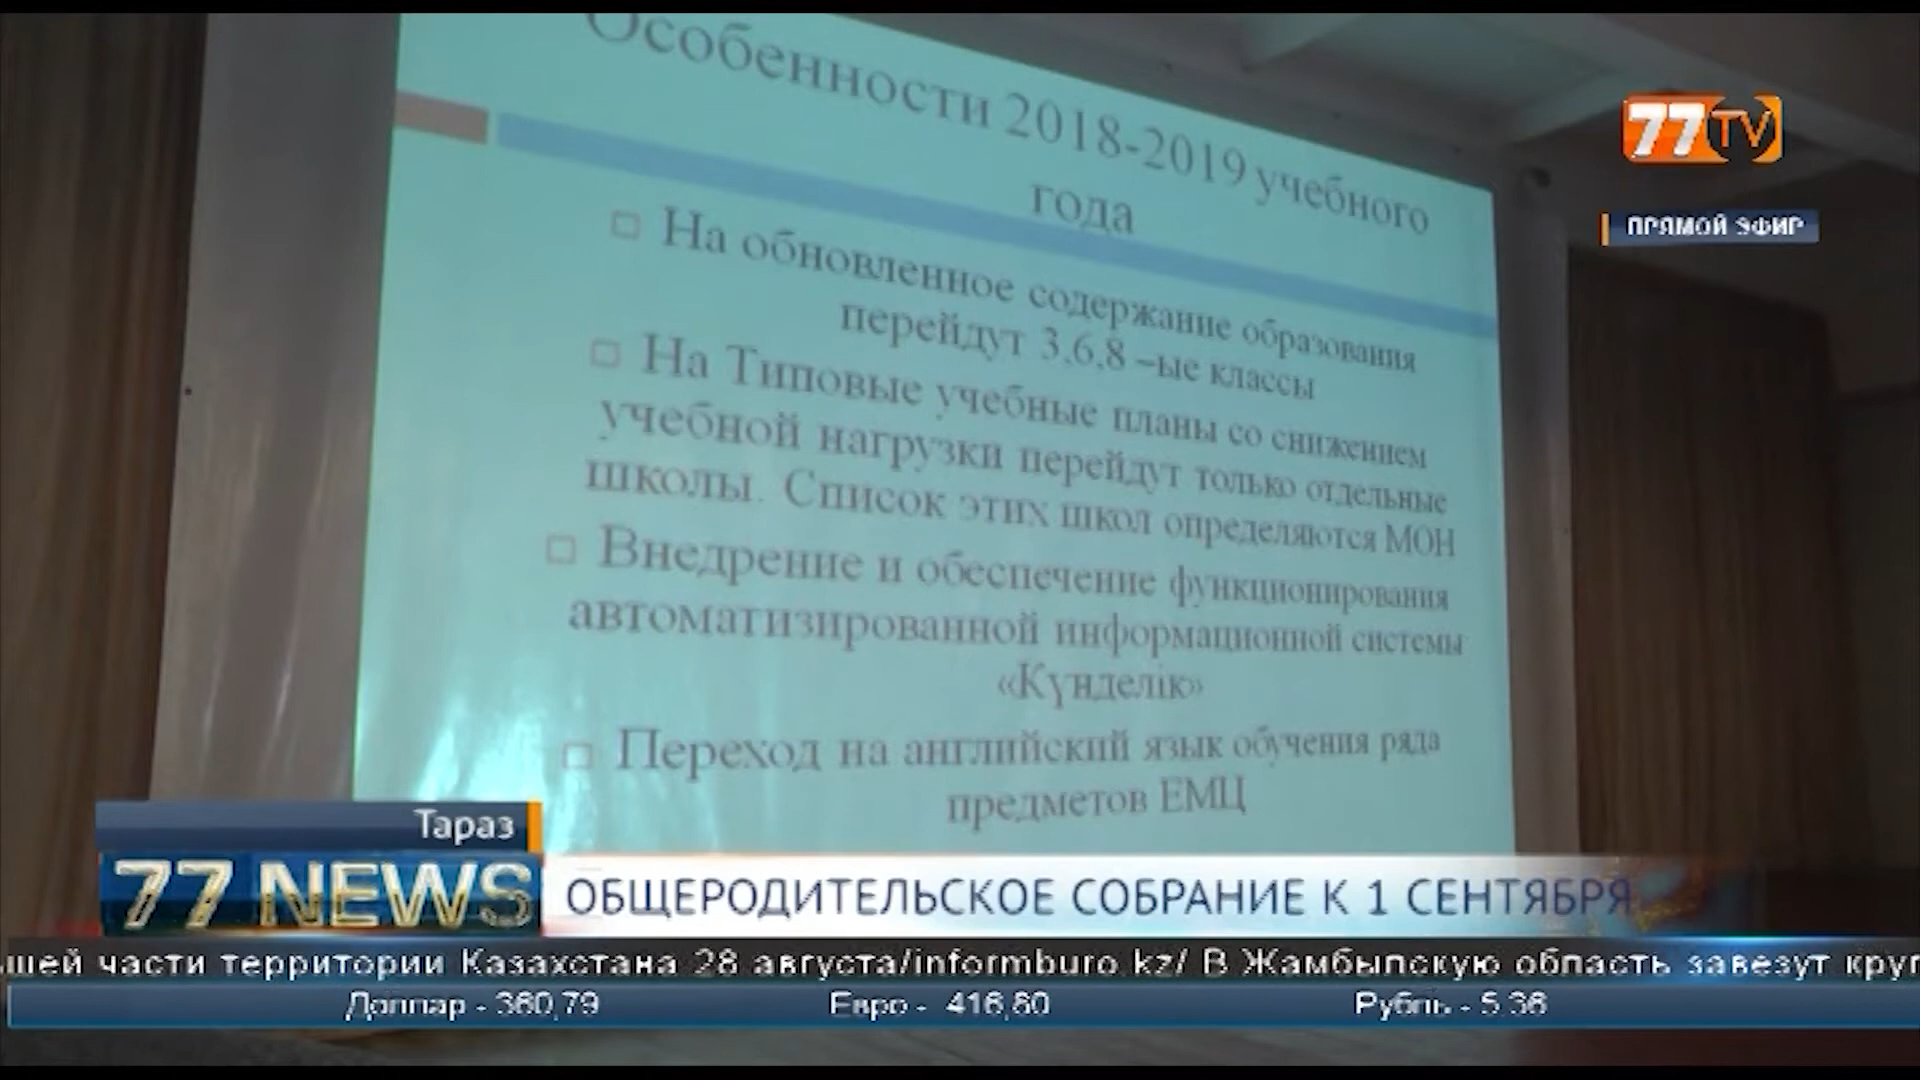 Особенности 2018-2019 учебного
года
На обновленное содержание образования
перейдут 3,6,8 –ые классы
На Типовые учебные планы со снижением
учебной нагрузки перейдут только отдельные
школы. Список этих школ определяются МОН
Внедрение и обеспечение функционирования
автоматизированной информационной системы
«Күнделік»
Переход на английский язык обучения ряда
предметов ЕМЦ
77TV
ПРЯМОЙ ЭФИР
Тараз
77 NEWS
ОБЩЕРОДИТЕЛЬСКОЕ СОБРАНИЕ К 1 СЕНТЯБРЯ
ьшей части территории Казахстана 28 августа/informburo.kz/ В Жамбылскую область завезут круп
Доллар - 360,79 Евро - 416,80 Рубль - 5.36